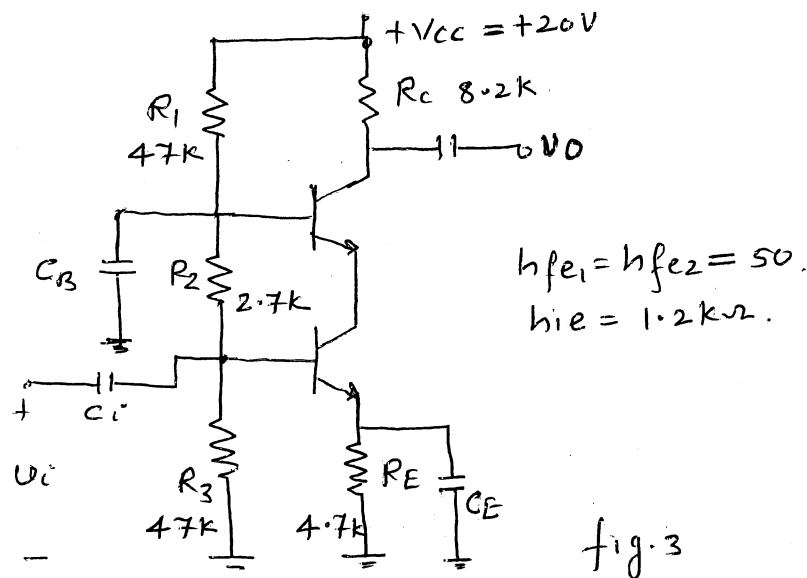 +Vcc = +20V
R1
47K
Rc 8.2K
VO
CB
R2
2.7K
hfe1 = hfe2 = 50.
hie = 1.2kΩ.
+
Ci
Vi
-
R3
47K
RE
4.7K
CE
fig.3